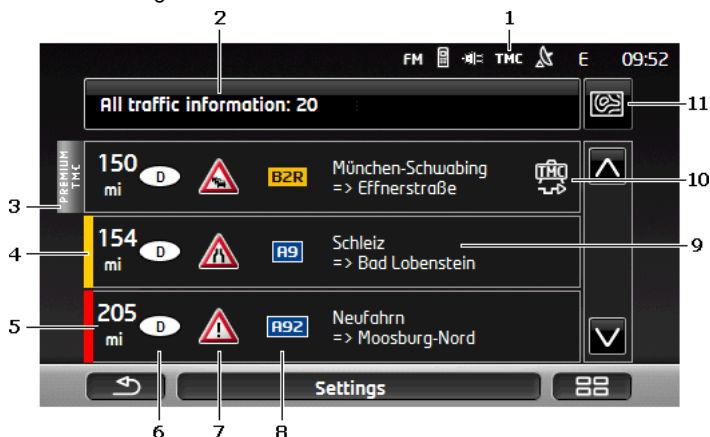 2
1
FM TMC E 09:52
All traffic information: 20
11
PREMIUM
TMC
150
mi
D
B2R
München-Schwabing
=> Effnerstraße
TMC
10
3
154
mi
D
A9
Schleiz
=> Bad Lobenstein
9
4
205
mi
D
A92
Neufahrn
=> Moosburg-Nord
5
Settings
6
7
8